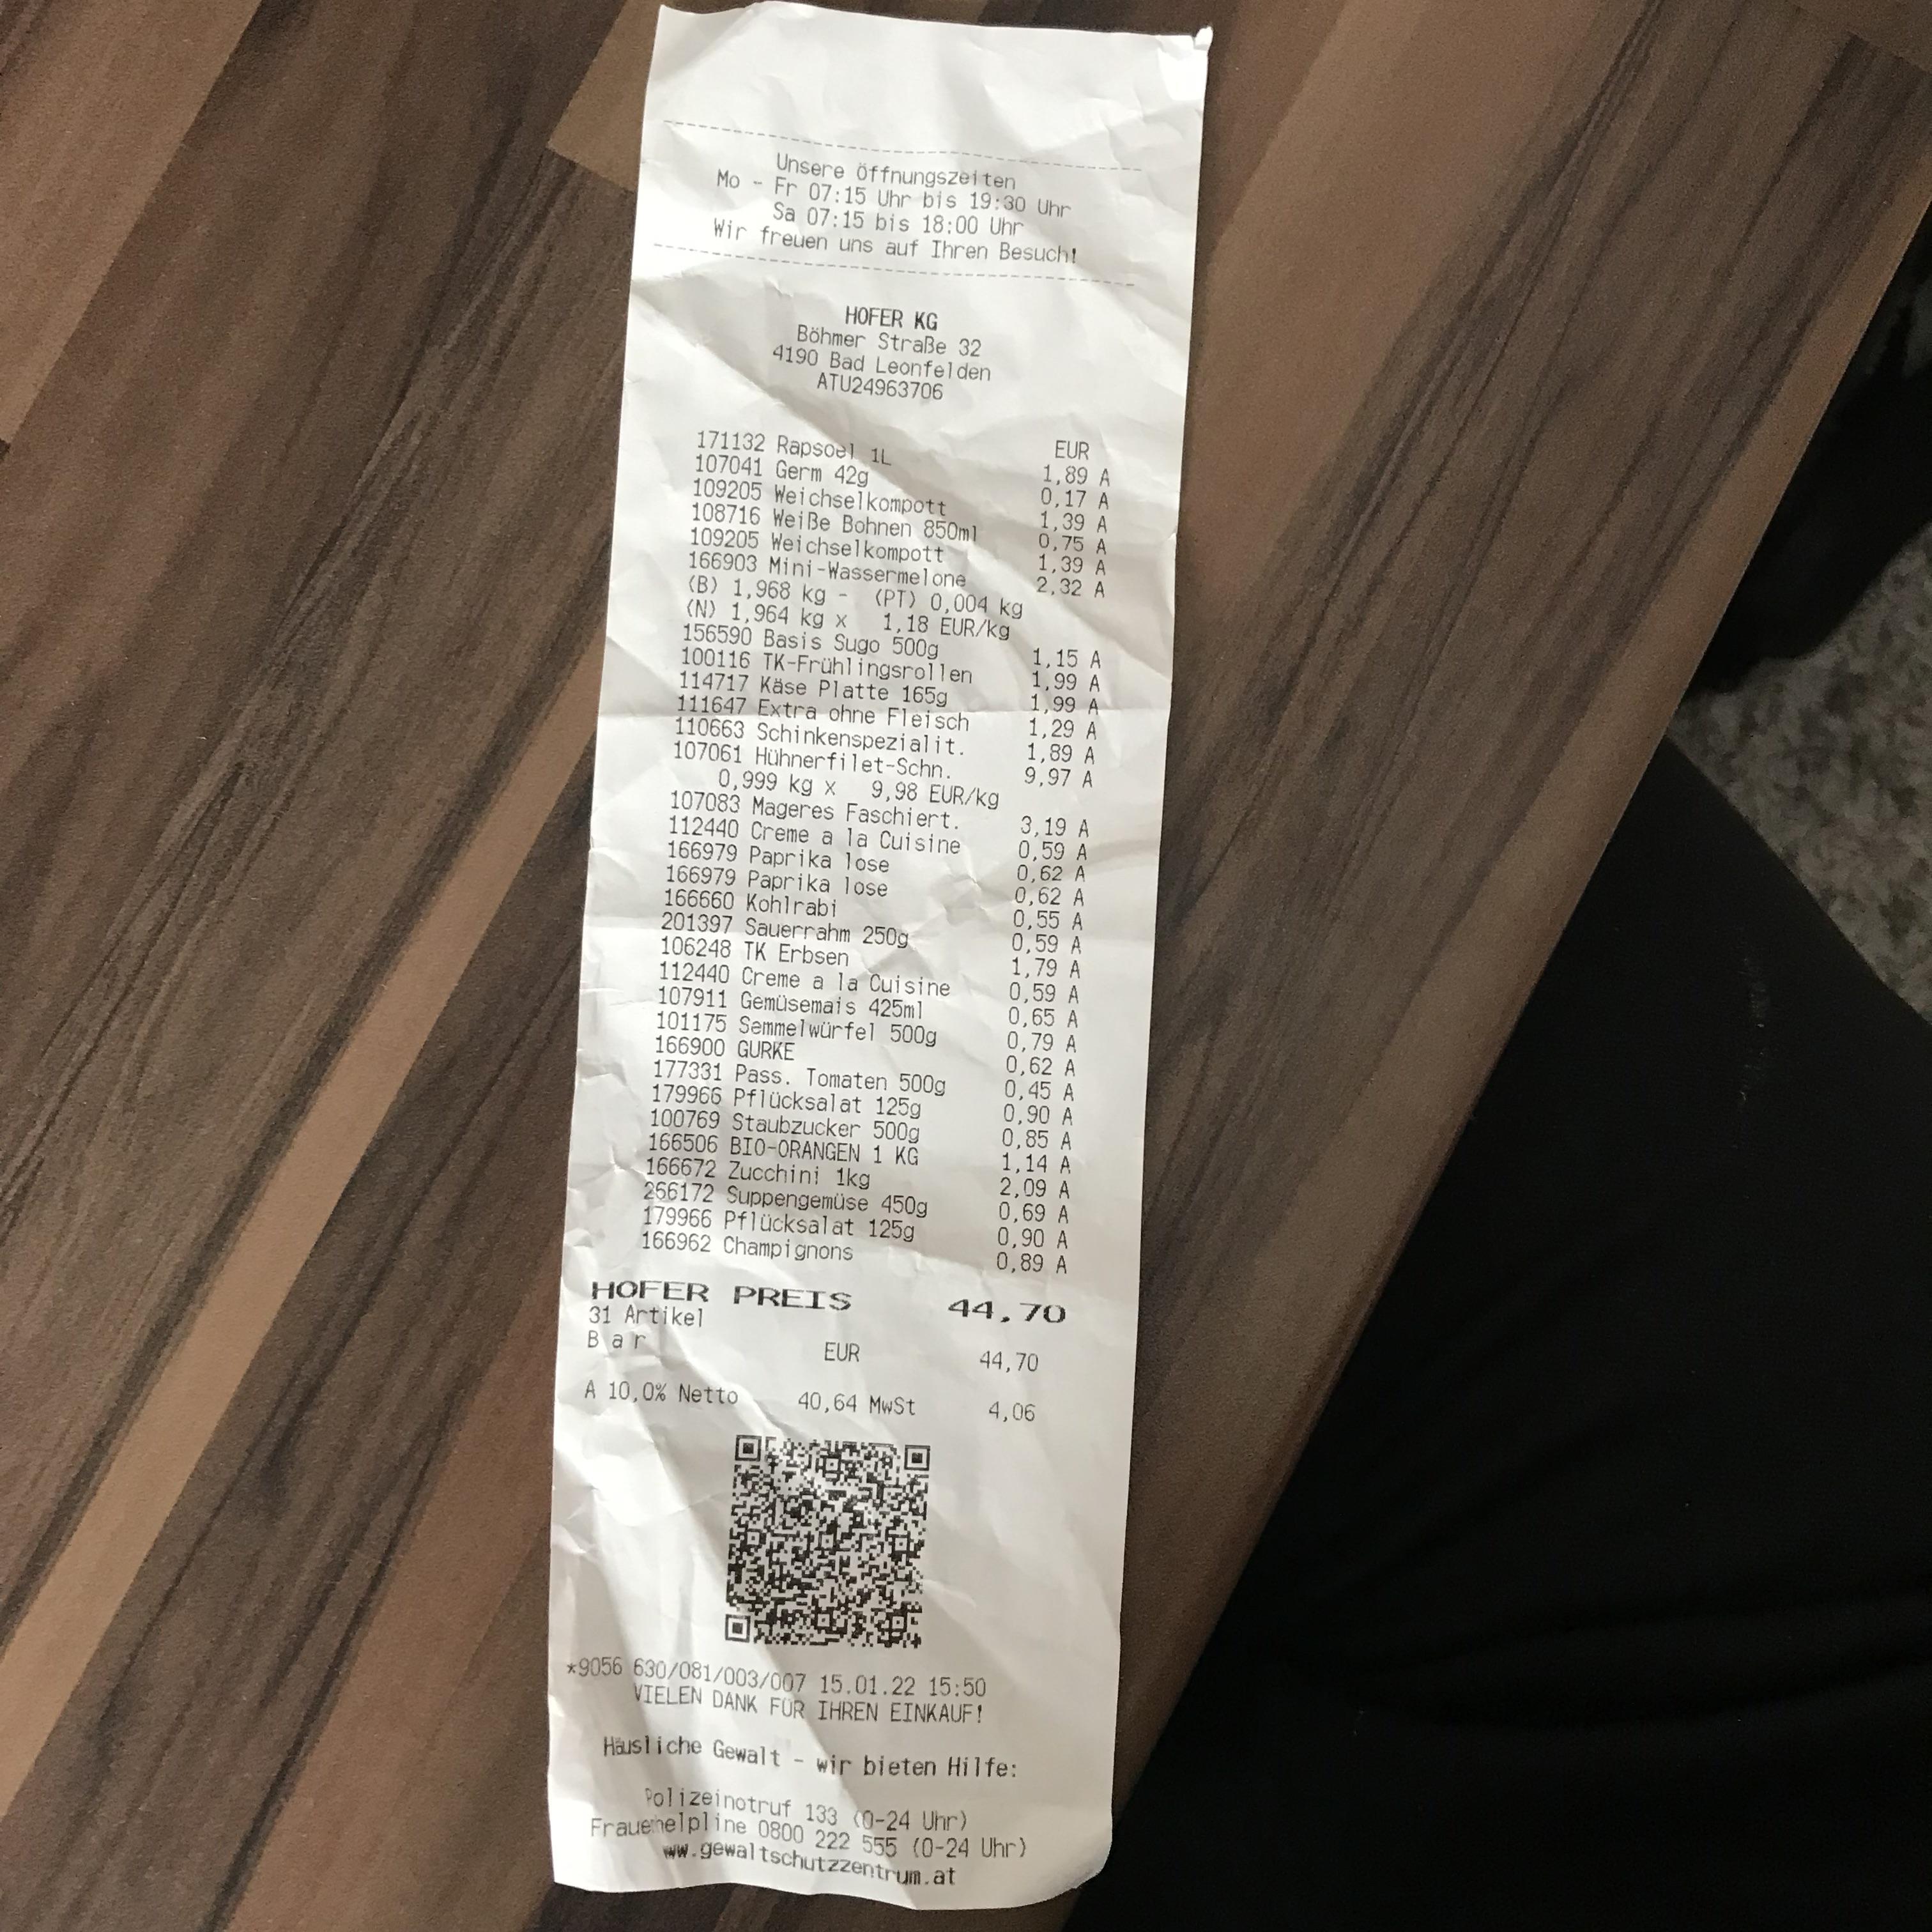 Unsere Öffnungszeiten
Mo - Fr 07:15 Uhr bis 19:30 Uhr
Sa 07:15 bis 18:00 Uhr
Wir freuen uns auf Ihren Besuch!
HOFER KG
Böhmer Straße 32
4190 Bad Leonfelden
ATU24963706
EUR
171132 Rapsoel 1L 1,89 A
107041 Germ 42g 0,17 A
109205 Weichselkompott 1,39 A
108716 Weiße Bohnen 850ml 0,75 A
109205 Weichselkompott 1,39 A
166903 Mini-Wassermelone 2,32 A
(B) 1,968 kg - (PT) 0,004 kg
(N) 1,964 kg x 1,18 EUR/kg
156590 Basis Sugo 500g 1,15 A
100116 TK-Frühlingsrollen 1,99 A
114717 Käse Platte 165g 1,99 A
111647 Extra ohne Fleisch 1,29 A
110663 Schinkenspezialit. 1,89 A
107061 Hühnerfilet-Schn. 9,97 A
0,999 kg x 9,98 EUR/kg
107083 Mageres Faschiert. 3,19 A
112440 Creme a la Cuisine 0,59 A
166979 Paprika lose 0,62 A
166979 Paprika lose 0,62 A
166660 Kohlrabi 0,55 A
201397 Sauerrahm 250g 0,59 A
106248 TK Erbsen 1,79 A
112440 Creme a la Cuisine 0,59 A
107911 Gemüsemais 425ml 0,65 A
101175 Semmelwürfel 500g 0,79 A
166900 GURKE 0,62 A
177331 Pass. Tomaten 500g 0,45 A
179966 Pflücksalat 125g 0,90 A
100769 Staubzucker 500g 0,85 A
166506 BIO-ORANGEN 1 KG 1,14 A
166672 Zucchini 1kg 2,09 A
266172 Suppengemüse 450g 0,69 A
179966 Pflücksalat 125g 0,90 A
166962 Champignons 0,89 A
HOFER PREIS 44,70
31 Artikel
Bar EUR 44,70
A 10,0% Netto 40,64 MwSt 4,06
*9056 630/081/003/007 15.01.22 15:50
VIELEN DANK FÜR IHREN EINKAUF!
Häusliche Gewalt - wir bieten Hilfe:
Polizeinotruf 133 (0-24 Uhr)
Frauenhelpline 0800 222 555 (0-24 Uhr)
www.gewaltschutzzentrum.at